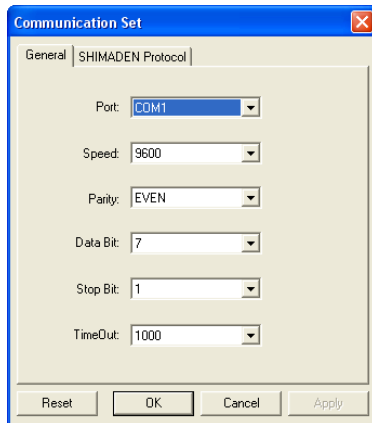 Communication Set
General SHIMADEN Protocol
Port: COM1
Speed: 9600
Parity: EVEN
Data Bit: 7
Stop Bit: 1
TimeOut: 1000
Reset OK Cancel Apply